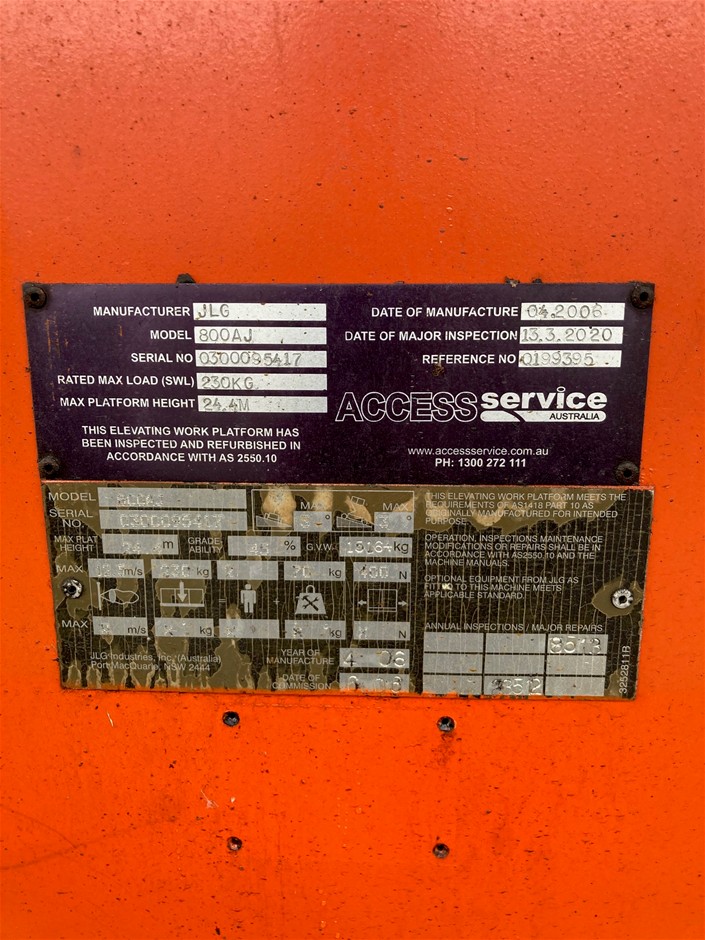 MANUFACTURER JLG
MODEL 800AJ
SERIAL NO 0300095417
RATED MAX LOAD (SWL) 230KG
MAX PLATFORM HEIGHT 24.4M
THIS ELEVATING WORK PLATFORM HAS
BEEN INSPECTED AND REFURBISHED IN
ACCORDANCE WITH AS 2550.10
DATE OF MANUFACTURE 04.2006
DATE OF MAJOR INSPECTION 13.3.2020
REFERENCE NO 0199395
ACCESS service
AUSTRALIA
www.accessservice.com.au
PH: 1300 272 111
MODEL
SERIAL
NO.
MAX PLAT
HEIGHT m GRADE-
ABILITY % G.V.W. kg
MAX MAX
MAX. m/s kg kg N
MAX m/s kg kg N
JLG Industries, Inc. (Australia)
Port MacQuarie, NSW 2444
YEAR OF
MANUFACTURE 4-06
DATE OF
COMMISSION
THIS ELEVATING WORK PLATFORM MEETS THE
REQUIREMENTS OF AS1418 PART 10 AS
ORIGINALLY MANUFACTURED FOR INTENDED
PURPOSE.
OPERATION, INSPECTIONS MAINTENANCE
MODIFICATIONS OR REPAIRS SHALL BE IN
ACCORDANCE WITH AS2550.10 AND THE
MACHINE MANUALS.
OPTIONAL EQUIPMENT FROM JLG AS
FITTED TO THIS MACHINE MEETS
APPLICABLE STANDARD.
ANNUAL INSPECTIONS / MAJOR REPAIRS
3252811B